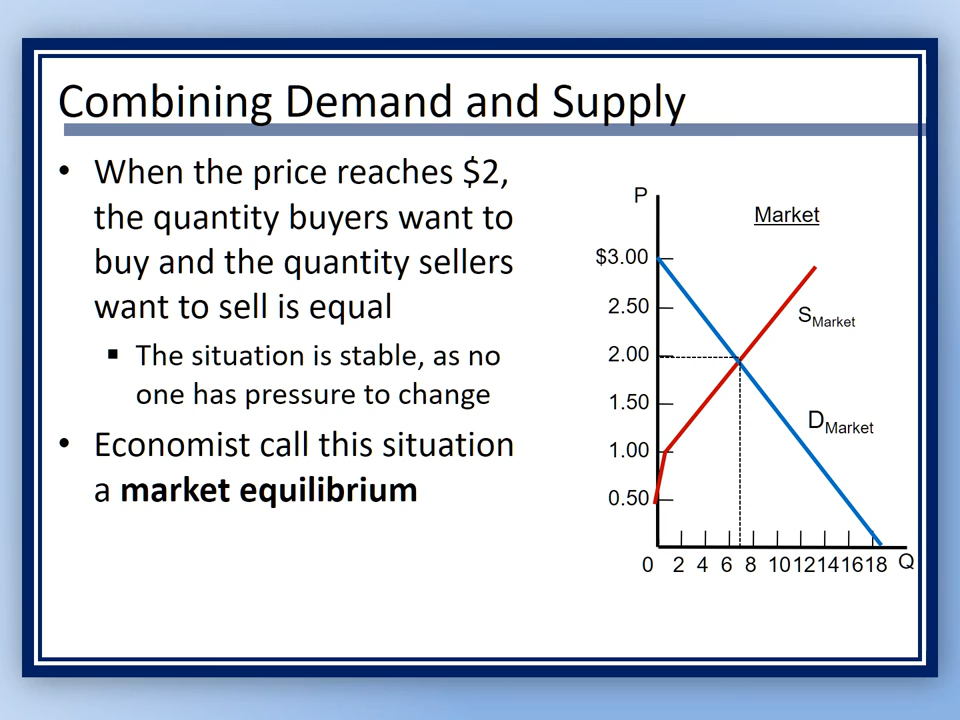 Combining Demand and Supply
• When the price reaches $2,
the quantity buyers want to
buy and the quantity sellers
want to sell is equal
▪ The situation is stable, as no
one has pressure to change
• Economist call this situation
a market equilibrium
P
Market
$3.00
2.50
S Market
2.00
1.50
D Market
1.00
0.50
0 2 4 6 8 10 12 14 16 18 Q